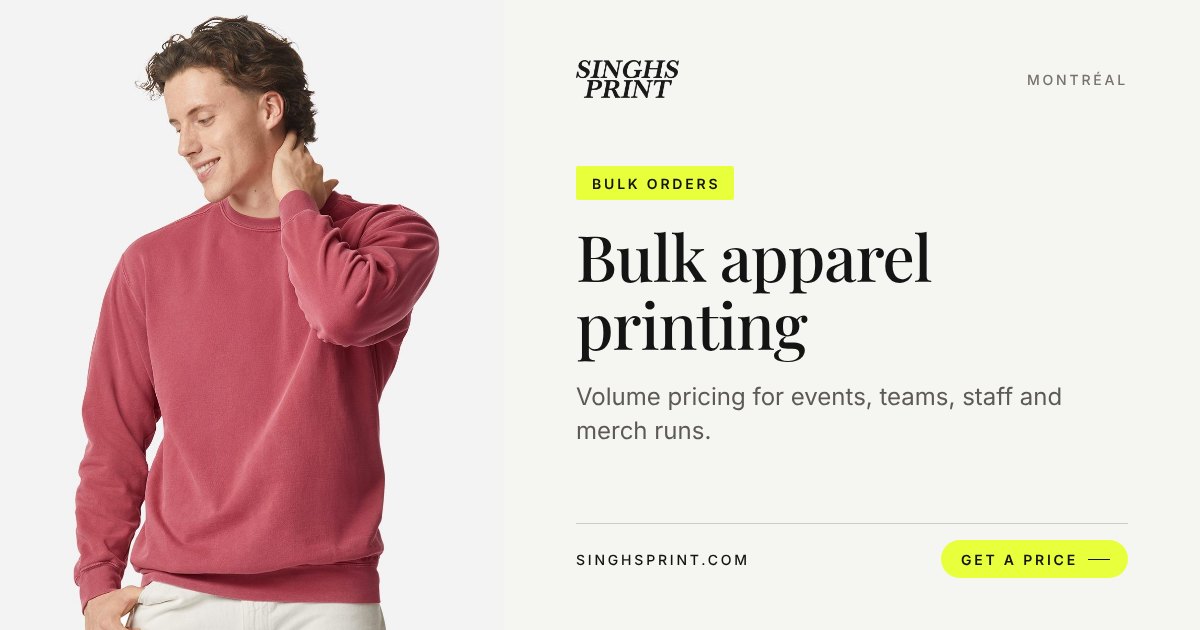 SINGHS
PRINT
MONTRÉAL
BULK ORDERS
Bulk apparel
printing
Volume pricing for events, teams, staff and
merch runs.
SINGHSPRINT.COM
GET A PRICE —